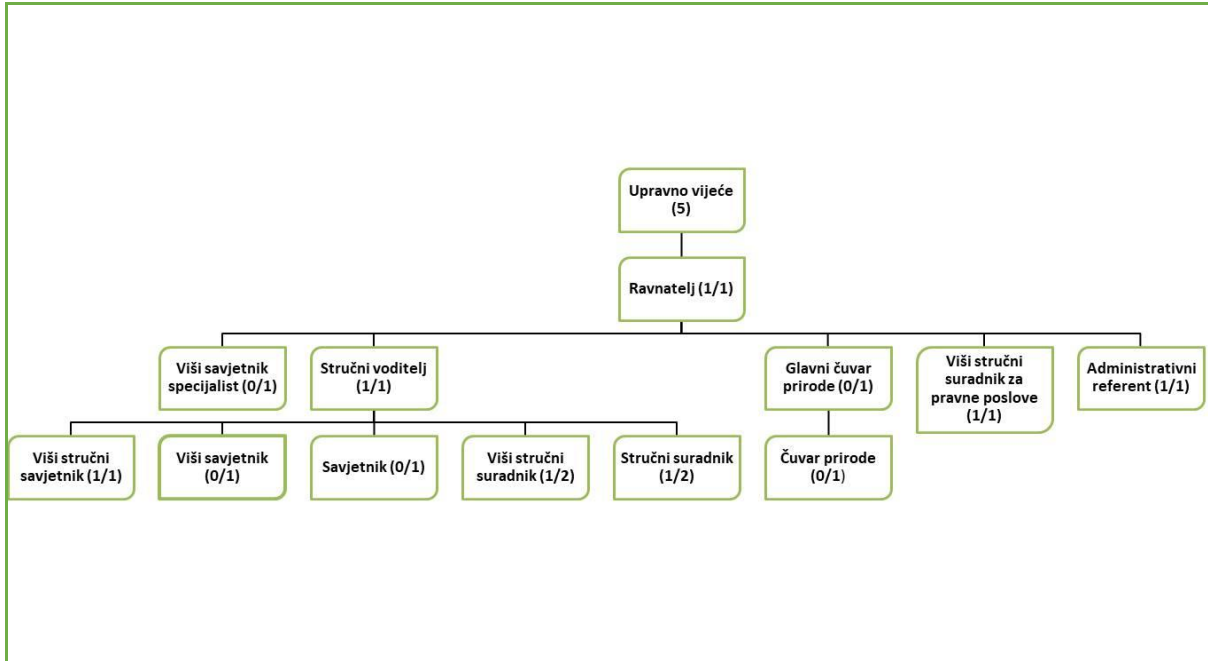 Upravno vijeće
(5)
Ravnatelj (1/1)
Viši savjetnik
specijalist (0/1)
Stručni voditelj
(1/1)
Glavni čuvar
prirode (0/1)
Viši stručni
suradnik za
pravne poslove
(1/1)
Administrativni
referent (1/1)
Viši stručni
savjetnik (1/1)
Viši savjetnik
(0/1)
Savjetnik (0/1)
Viši stručni
suradnik (1/2)
Stručni suradnik
(1/2)
Čuvar prirode
(0/1)